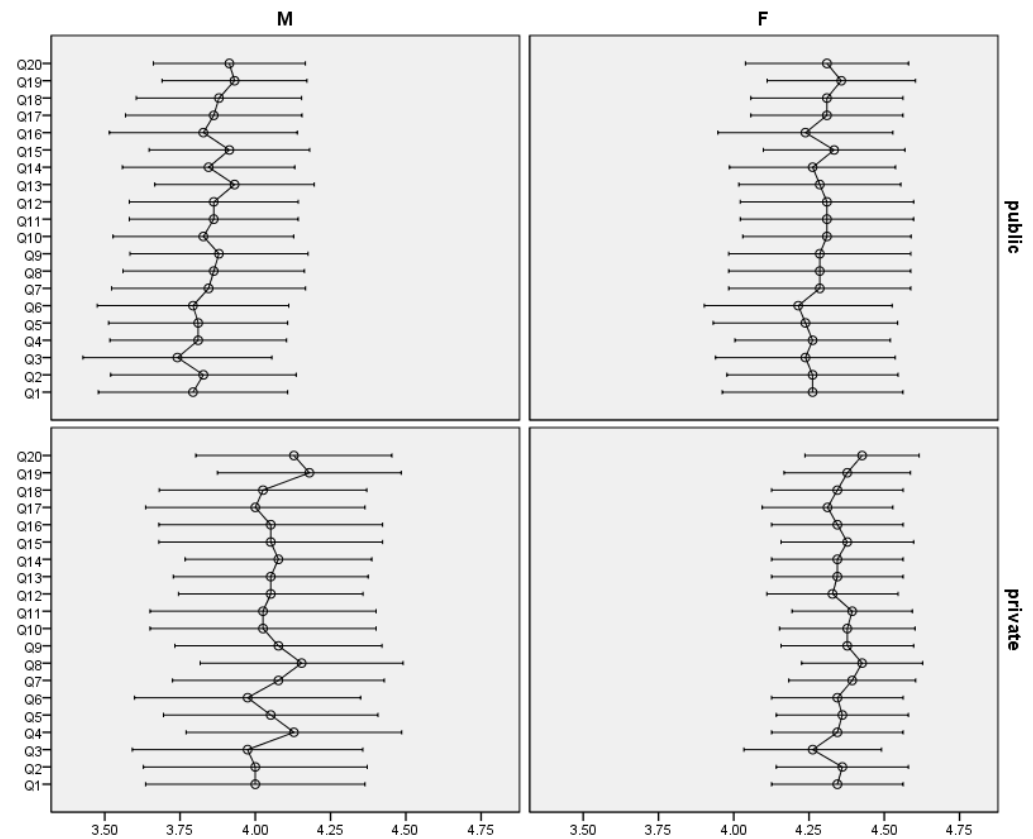 M F
Q20
Q19
Q18
Q17
Q16
Q15
Q14
Q13
Q12
Q11
Q10
Q9
Q8
Q7
Q6
Q5
Q4
Q3
Q2
Q1
public
Q20
Q19
Q18
Q17
Q16
Q15
Q14
Q13
Q12
Q11
Q10
Q9
Q8
Q7
Q6
Q5
Q4
Q3
Q2
Q1
private
3.50 3.75 4.00 4.25 4.50 4.75 3.50 3.75 4.00 4.25 4.50 4.75